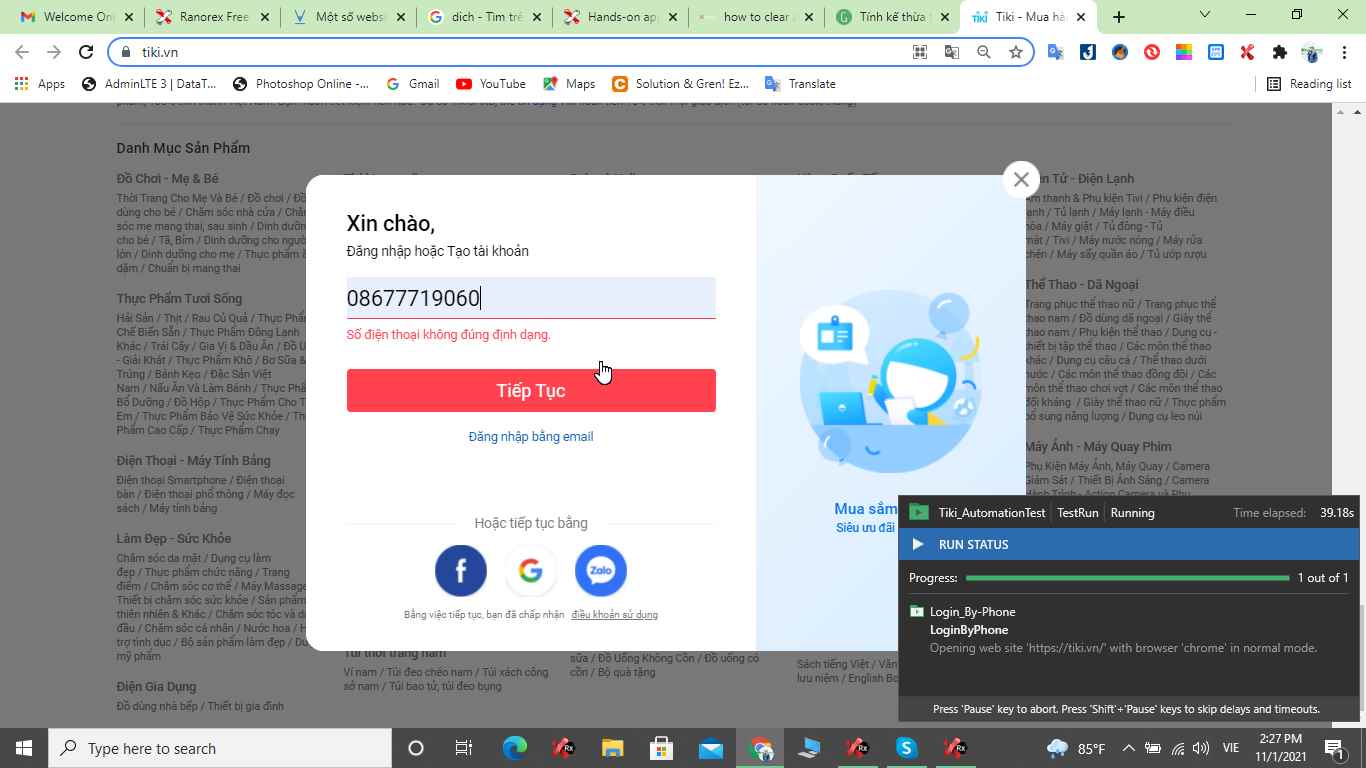 Welcome On
Ranorex Free
Một số websi
dich - Tìm trê
Hands-on ap
how to clear
Tính kế thừa
Tiki - Mua hà
tiki.vn
Apps
AdminLTE 3 | DataT...
Photoshop Online -...
Gmail
YouTube
Maps
Solution & Gren! Ez...
Translate
Reading list
Danh Mục Sản Phẩm
Đồ Chơi - Mẹ & Bé
Thời Trang Cho Mẹ Và Bé / Đồ chơi / Đồ
dùng cho bé / Chăm sóc nhà cửa / Chăm
sóc mẹ mang thai, sau sinh / Dinh dưỡng
cho bé / Tã, Bỉm / Dinh dưỡng cho người
lớn / Dinh dưỡng cho mẹ / Thực phẩm ăn
dặm / Chuẩn bị mang thai
Thực Phẩm Tươi Sống
Hải Sản / Thịt / Rau Củ Quả / Thực Phẩm
Chế Biến Sẵn / Thực Phẩm Đông Lạnh
Khác / Trái Cây / Gia Vị & Dầu Ăn / Đồ U
- Giải Khát / Thực Phẩm Khô / Bơ Sữa &
Trứng / Bánh Kẹo / Đặc Sản Việt
Nam / Nấu Ăn Và Làm Bánh / Thực Phẩ
Bổ Dưỡng / Đồ Hộp / Thực Phẩm Cho T
Em / Thực Phẩm Bảo Vệ Sức Khỏe / Th
Phẩm Cao Cấp / Thực Phẩm Chay
Điện Thoại - Máy Tính Bảng
Điện thoại Smartphone / Điện thoại
bàn / Điện thoại phổ thông / Máy đọc
sách / Máy tính bảng
Làm Đẹp - Sức Khỏe
Chăm sóc da mặt / Dụng cụ làm
đẹp / Thực phẩm chức năng / Trang
điểm / Chăm sóc cơ thể / Máy Massage
Thiết bị chăm sóc sức khỏe / Sản phẩm
thiên nhiên & Khác / Chăm sóc tóc và da
đầu / Chăm sóc cá nhân / Nước hoa / H
trợ tình dục / Bộ sản phẩm làm đẹp / Dư
mỹ phẩm
Điện Gia Dụng
Đồ dùng nhà bếp / Thiết bị gia đình
Xin chào,
Đăng nhập hoặc Tạo tài khoản
08677719060
Số điện thoại không đúng định dạng.
Tiếp Tục
Đăng nhập bằng email
Hoặc tiếp tục bằng
Zalo
Bằng việc tiếp tục, bạn đã chấp nhận điều khoản sử dụng
Mua sắm
Siêu ưu đãi
Túi thời trang nam
Ví nam / Túi đeo chéo nam / Túi xách công
sở nam / Túi bao tử, túi đeo bụng
sữa / Đồ Uống Không Cồn / Đồ uống có
cồn / Bộ quà tặng
Sách tiếng Việt / Văn
lưu niệm / English Bo
n Tử - Điện Lạnh
m thanh & Phụ kiện Tivi / Phụ kiện điện
ạnh / Tủ lạnh / Máy lạnh - Máy điều
hòa / Máy giặt / Tủ đông - Tủ
mát / Tivi / Máy nước nóng / Máy rửa
chén / Máy sấy quần áo / Tủ ướp rượu
Thể Thao - Dã Ngoại
Trang phục thể thao nữ / Trang phục thể
thao nam / Đồ dùng dã ngoại / Giày thể
thao nam / Phụ kiện thể thao / Dụng cụ -
thiết bị tập thể thao / Các môn thể thao
khác / Dụng cụ câu cá / Thể thao dưới
nước / Các môn thể thao đồng đội / Các
môn thể thao chơi vợt / Các môn thể thao
đối kháng / Giày thể thao nữ / Thực phẩm
bổ sung năng lượng / Dụng cụ leo núi
Máy Ảnh - Máy Quay Phim
Phụ Kiện Máy Ảnh, Máy Quay / Camera
Giám Sát / Thiết Bị Ánh Sáng / Camera
Hành Trình - Action Camera và Phụ
Tiki_AutomationTest TestRun Running Time elapsed: 39.18s
RUN STATUS
Progress: 1 out of 1
Login_By-Phone
LoginByPhone
Opening web site 'https://tiki.vn/' with browser 'chrome' in normal mode.
Press 'Pause' key to abort. Press 'Shift'+'Pause' keys to skip delays and timeouts.
Type here to search
85°F
VIE
2:27 PM
11/1/2021